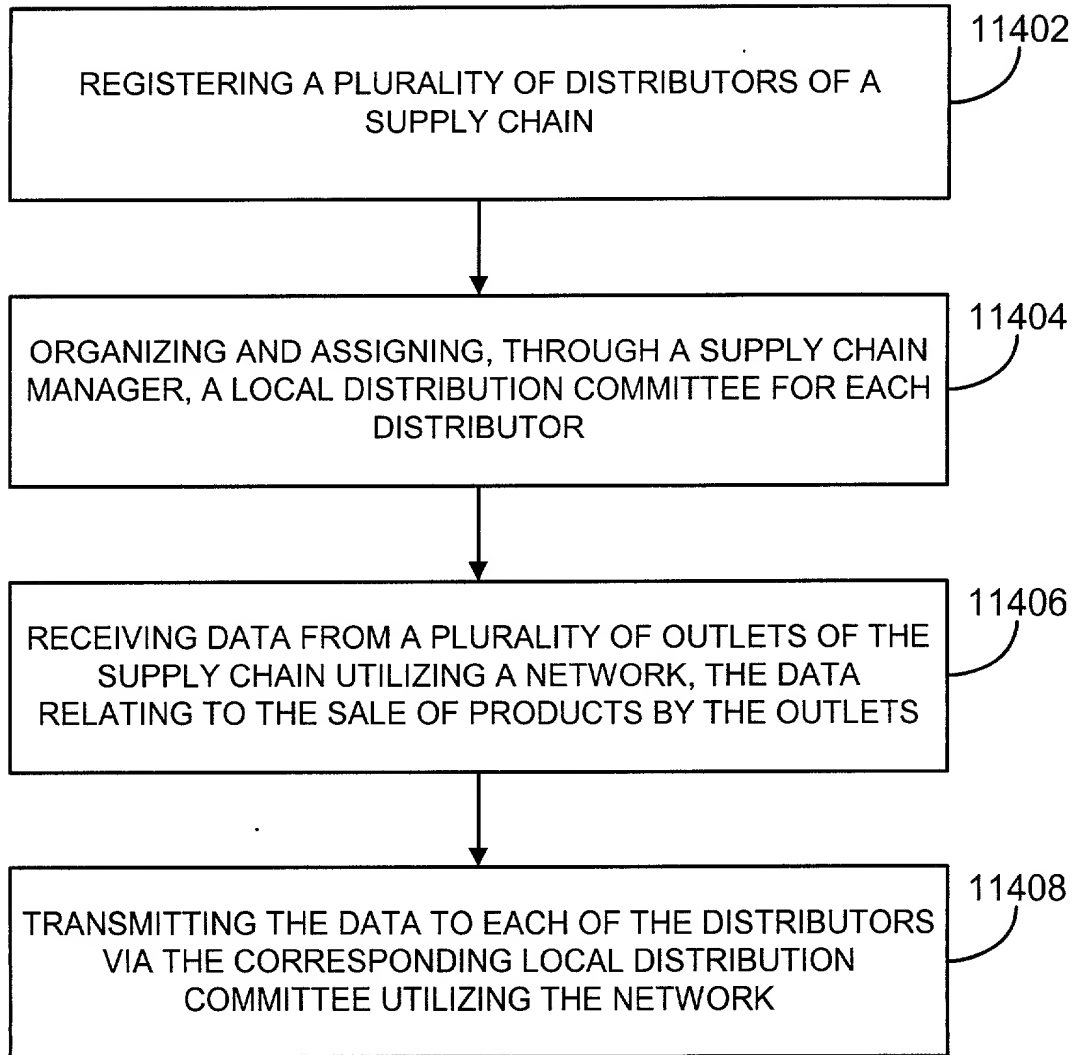 11402
REGISTERING A PLURALITY OF DISTRIBUTORS OF A
SUPPLY CHAIN
11404
ORGANIZING AND ASSIGNING, THROUGH A SUPPLY CHAIN
MANAGER, A LOCAL DISTRIBUTION COMMITTEE FOR EACH
DISTRIBUTOR
11406
RECEIVING DATA FROM A PLURALITY OF OUTLETS OF THE
SUPPLY CHAIN UTILIZING A NETWORK, THE DATA
RELATING TO THE SALE OF PRODUCTS BY THE OUTLETS
11408
TRANSMITTING THE DATA TO EACH OF THE DISTRIBUTORS
VIA THE CORRESPONDING LOCAL DISTRIBUTION
COMMITTEE UTILIZING THE NETWORK